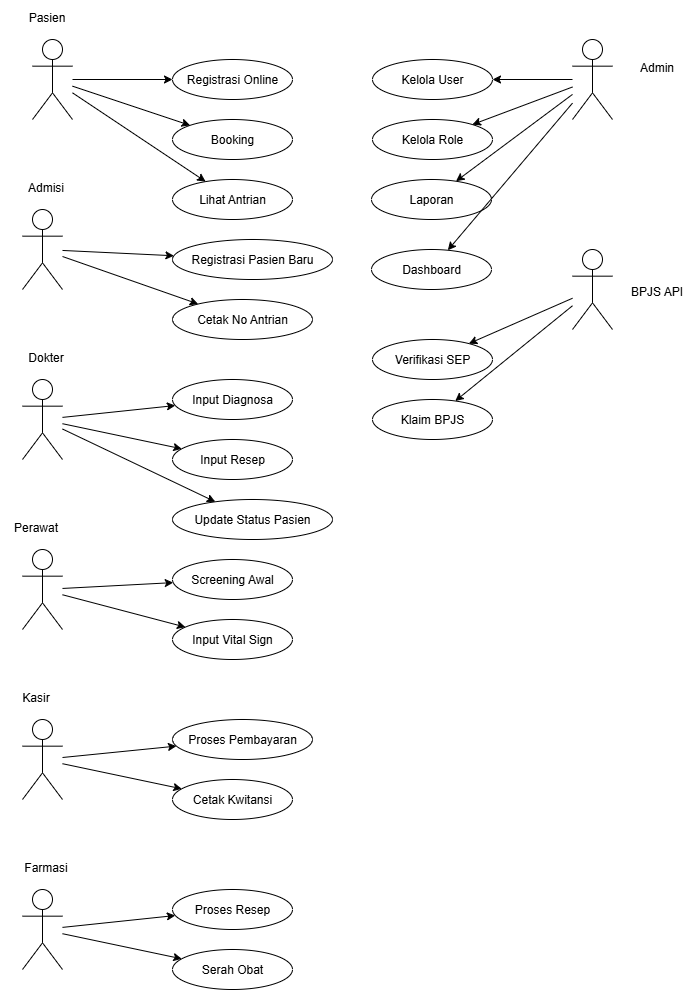 Pasien
Registrasi Online
Booking
Lihat Antrian
Admisi
Registrasi Pasien Baru
Cetak No Antrian
Dokter
Input Diagnosa
Input Resep
Update Status Pasien
Perawat
Screening Awal
Input Vital Sign
Kasir
Proses Pembayaran
Cetak Kwitansi
Farmasi
Proses Resep
Serah Obat
Admin
Kelola User
Kelola Role
Laporan
Dashboard
BPJS API
Verifikasi SEP
Klaim BPJS